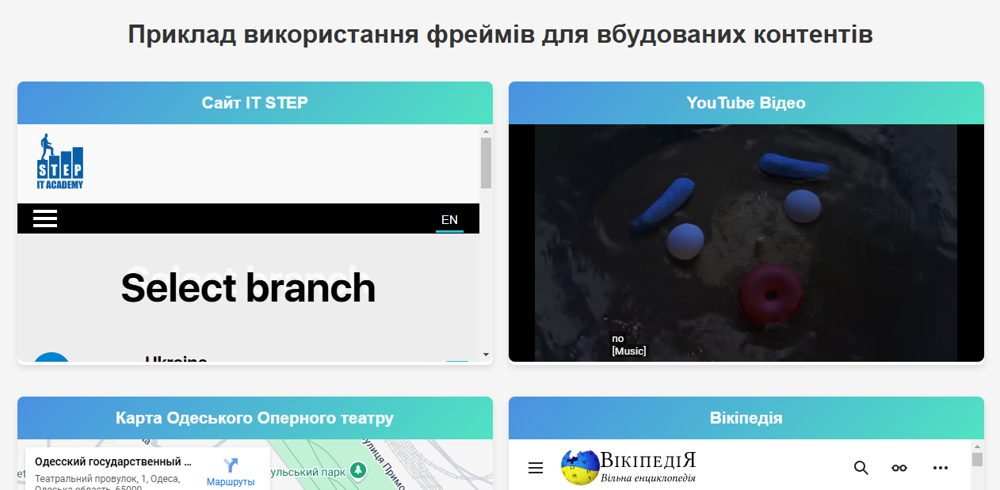 Приклад використання фреймів для вбудованих контентів
Сайт IT STEP
STEP
IT ACADEMY
EN
Select branch
Ukraine
YouTube Відео
no
[Music]
Карта Одеського Оперного театру
Одесский государственный ...
Театральний провулок, 1, Одеса,
Одеська область, 65000
Маршруты
улиця Примо
ульський парк
Вікіпедія
ВІКІПЕДІЯ
Вільна енциклопедія